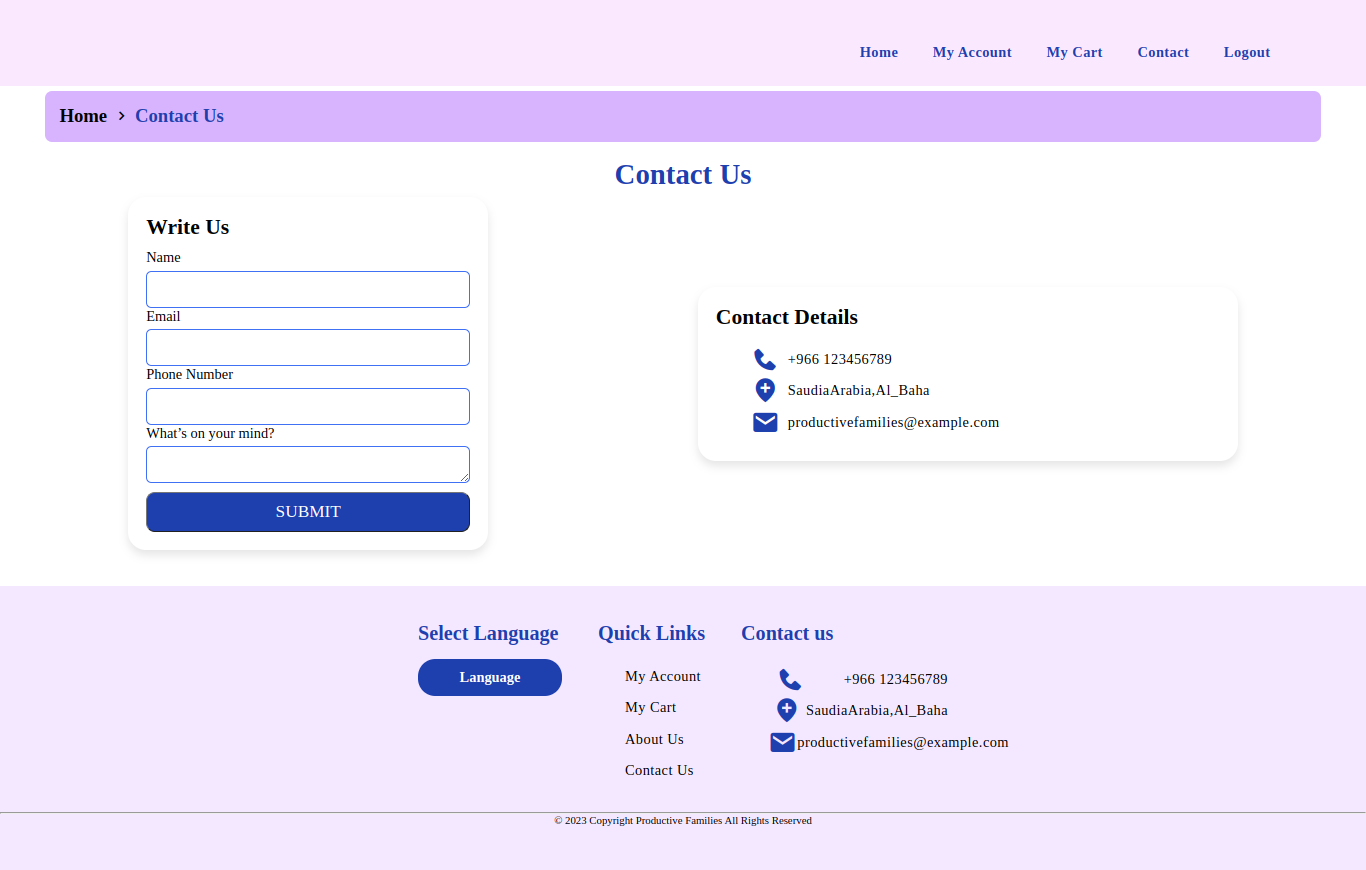 Home My Account My Cart Contact Logout
Home > Contact Us
Contact Us
Write Us
Name
Email
Phone Number
What’s on your mind?
SUBMIT
Contact Details
+966 123456789
SaudiaArabia,Al_Baha
productivefamilies@example.com
Select Language
Language
Quick Links
My Account
My Cart
About Us
Contact Us
Contact us
+966 123456789
SaudiaArabia,Al_Baha
productivefamilies@example.com
© 2023 Copyright Productive Families All Rights Reserved